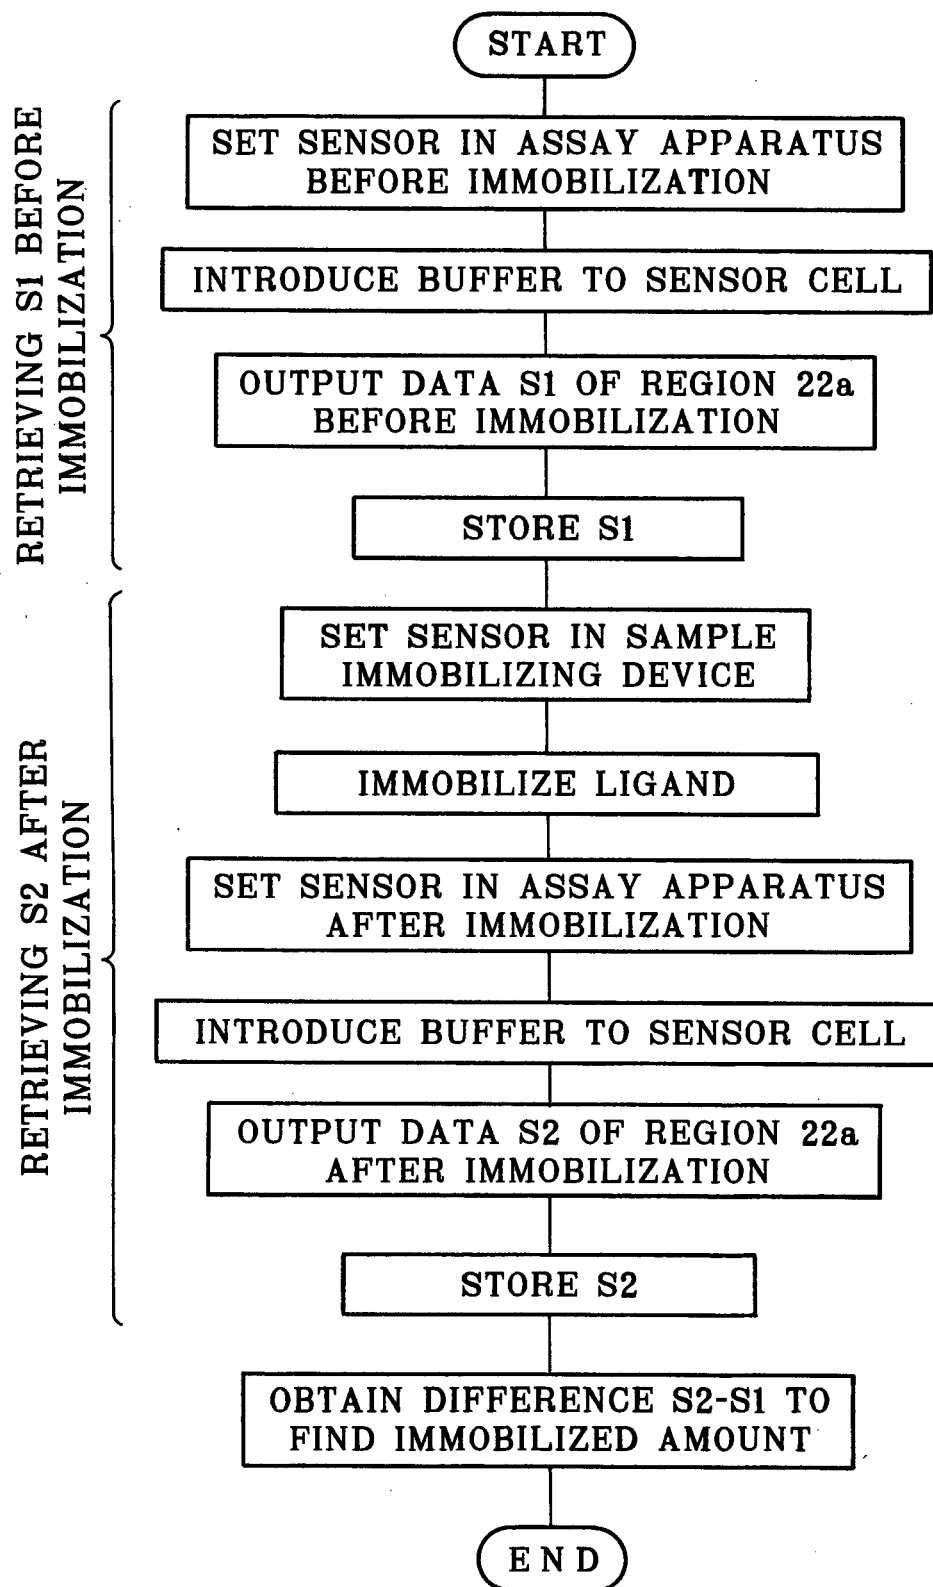 START
RETRIEVING S1 BEFORE
IMMOBILIZATION
SET SENSOR IN ASSAY APPARATUS
BEFORE IMMOBILIZATION
INTRODUCE BUFFER TO SENSOR CELL
OUTPUT DATA S1 OF REGION 22a
BEFORE IMMOBILIZATION
STORE S1
RETRIEVING S2 AFTER
IMMOBILIZATION
SET SENSOR IN SAMPLE
IMMOBILIZING DEVICE
IMMOBILIZE LIGAND
SET SENSOR IN ASSAY APPARATUS
AFTER IMMOBILIZATION
INTRODUCE BUFFER TO SENSOR CELL
OUTPUT DATA S2 OF REGION 22a
AFTER IMMOBILIZATION
STORE S2
OBTAIN DIFFERENCE S2-S1 TO
FIND IMMOBILIZED AMOUNT
END